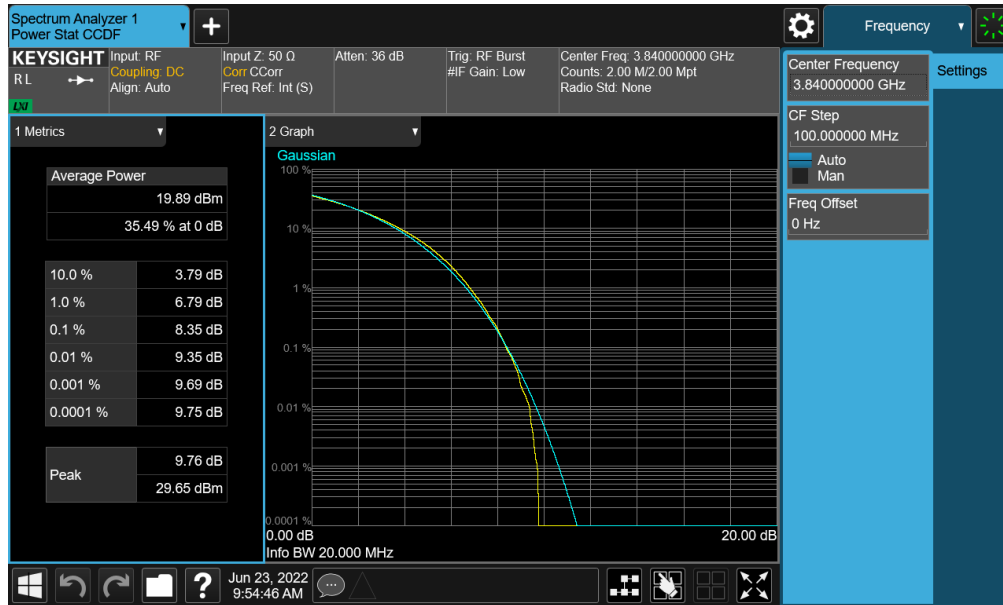 Spectrum Analyzer 1
Power Stat CCDF
+
Frequency
KEYSIGHT
R L
LXI
Input: RF
Coupling: DC
Align: Auto
Input Z: 50 Ω
Corr CCorr
Freq Ref: Int (S)
Atten: 36 dB
Trig: RF Burst
#IF Gain: Low
Center Freq: 3.840000000 GHz
Counts: 2.00 M/2.00 Mpt
Radio Std: None
Center Frequency
3.840000000 GHz
Settings
CF Step
100.000000 MHz
Auto
Man
Freq Offset
0 Hz
1 Metrics
Average Power
19.89 dBm
35.49 % at 0 dB
10.0 % 3.79 dB
1.0 % 6.79 dB
0.1 % 8.35 dB
0.01 % 9.35 dB
0.001 % 9.69 dB
0.0001 % 9.75 dB
Peak
9.76 dB
29.65 dBm
2 Graph
Gaussian
100 %
10 %
1 %
0.1 %
0.01 %
0.001 %
0.0001 %
0.00 dB 20.00 dB
Info BW 20.000 MHz
?
Jun 23, 2022
9:54:46 AM